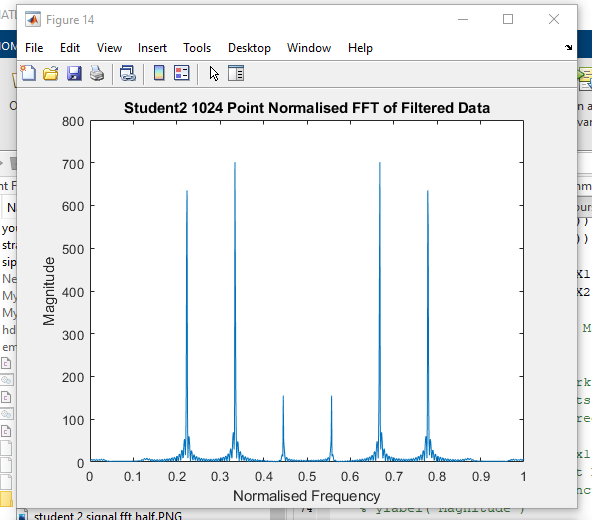 Figure 14
File Edit View Insert Tools Desktop Window Help
Student2 1024 Point Normalised FFT of Filtered Data
800
700
600
500
400
300
200
100
0
Magnitude
0 0.1 0.2 0.3 0.4 0.5 0.6 0.7 0.8 0.9 1
Normalised Frequency
student 2 signal fft half.PNG
74 % ylabel('Magnitude')